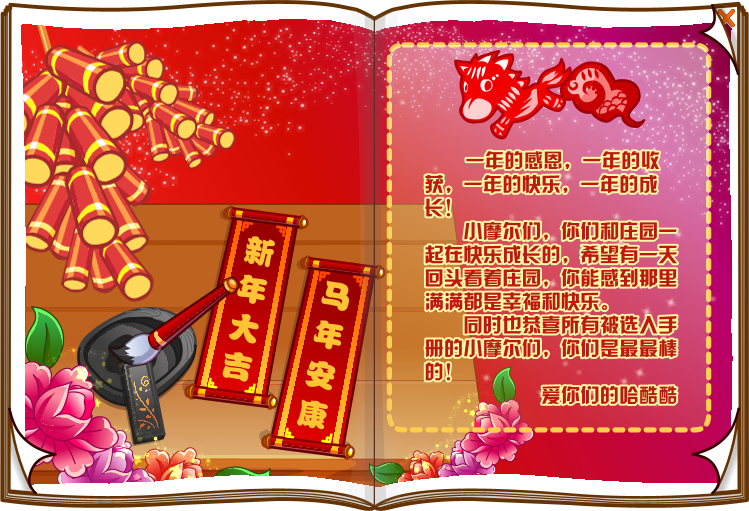 新年大吉
马年安康
一年的感恩，一年的收
获，一年的快乐，一年的成
长！
小摩尔们，你们和庄园一
起在快乐成长的，希望有一天
回头看着庄园，你能感到那里
满满都是幸福和快乐。
同时也恭喜所有被选入手
册的小摩尔们，你们是最最棒
的！
爱你们的哈酷酷